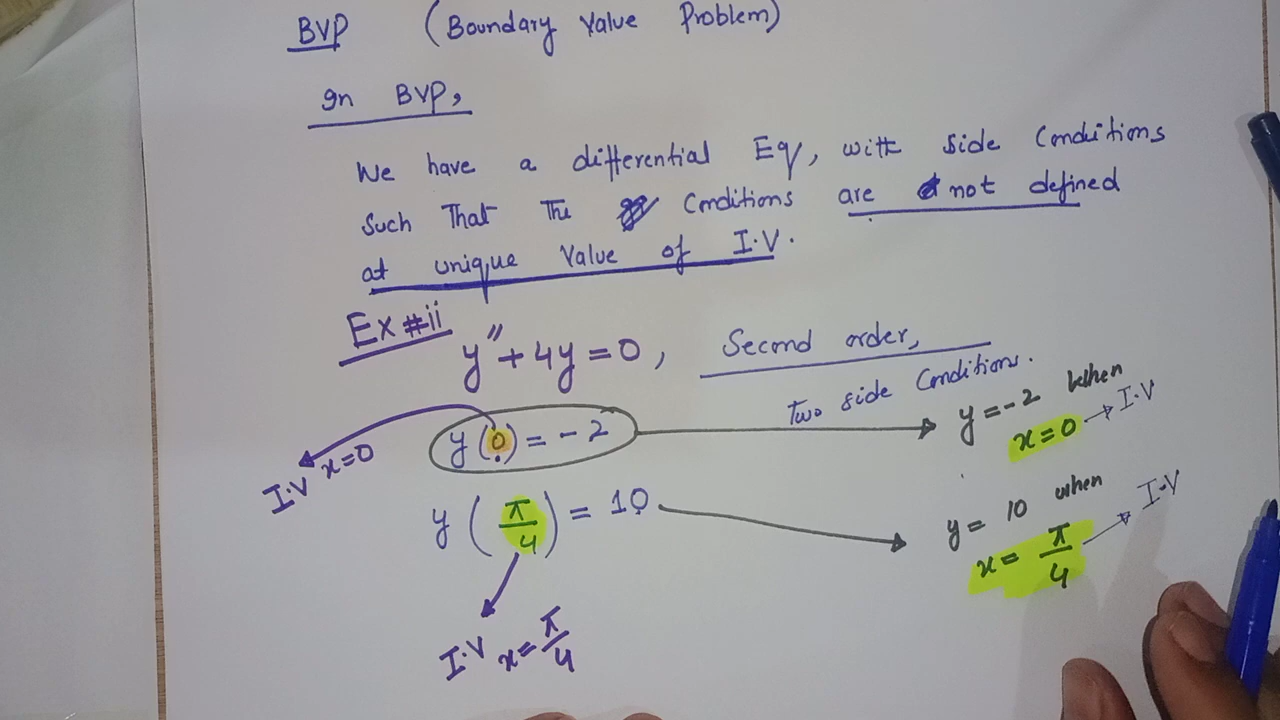 BVP (Boundary Value Problem)
In BVP,
We have a differential Eq, with side Conditions
Such That The Conditions are not defined
at unique Value of I.V.
Ex #ii
y'' + 4y = 0, Second order,
Two side Conditions.
y(0) = -2
y = -2 when
x = 0 → I.V
I.V x=0
y(π/4) = 10
y = 10 when
x = π/4 → I.V
I.V x = π/4